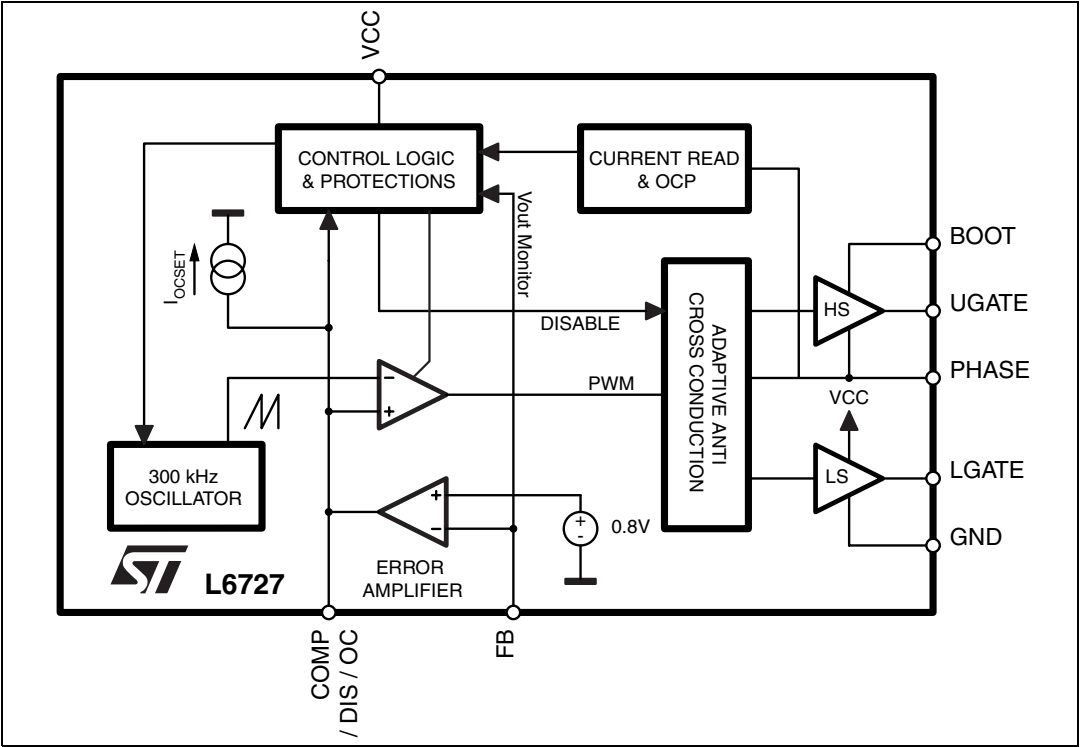 VCC
CONTROL LOGIC
& PROTECTIONS
CURRENT READ
& OCP
Vout Monitor
IOCSET
BOOT
HS
UGATE
DISABLE
ADAPTIVE ANTI
CROSS CONDUCTION
PHASE
VCC
−
PWM
+
300 kHz
OSCILLATOR
LS
LGATE
+
−
+
-
0.8V
GND
ERROR
AMPLIFIER
ST
L6727
COMP
/ DIS / OC
FB